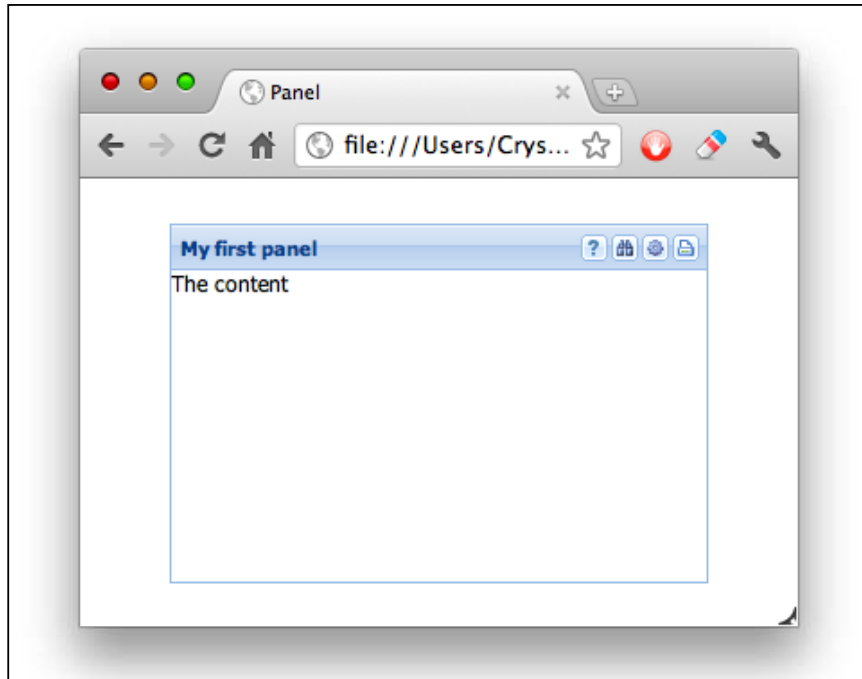 Panel
file:///Users/Crys...
My first panel
?
The content